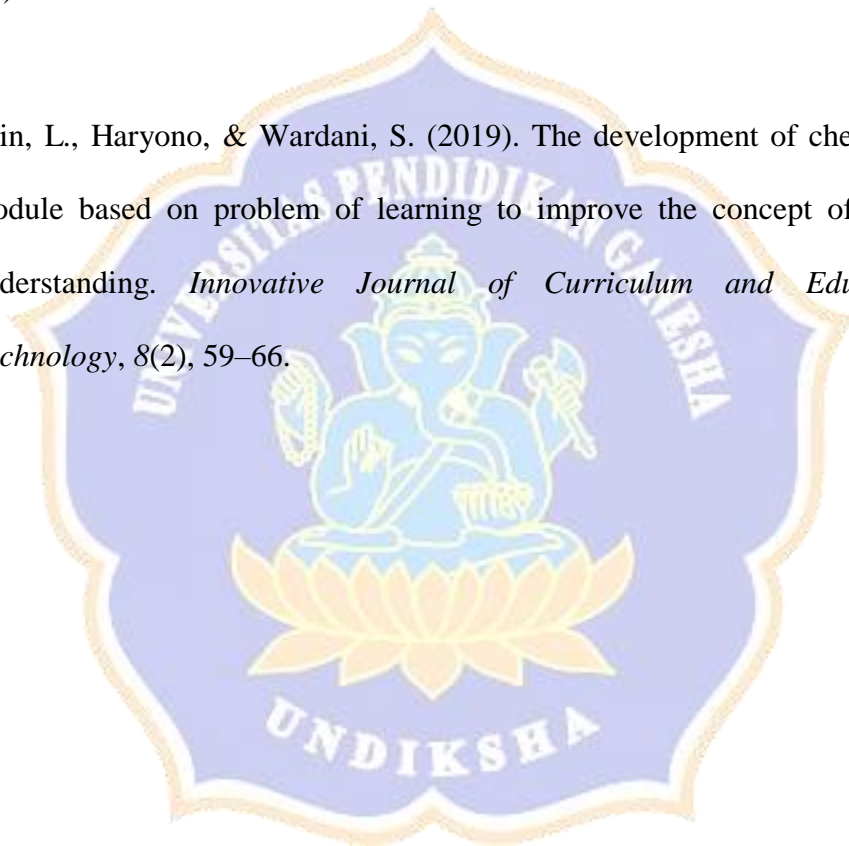 in, L., Haryono, & Wardani, S. (2019). The development of che
odule based on problem of learning to improve the concept of
derstanding. Innovative Journal of Curriculum and Edu
chnology, 8(2), 59–66.
UNIVERSITAS PENDIDIKAN GANESHA
UNDIKSHA